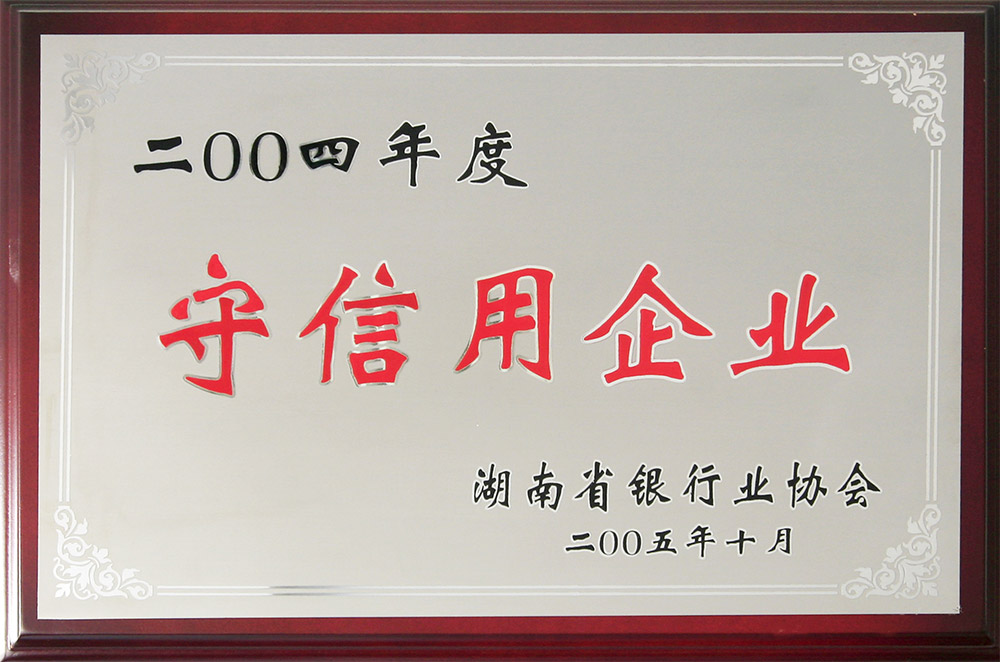 二00四年度
守信用企业
湖南省银行业协会
二00五年十月